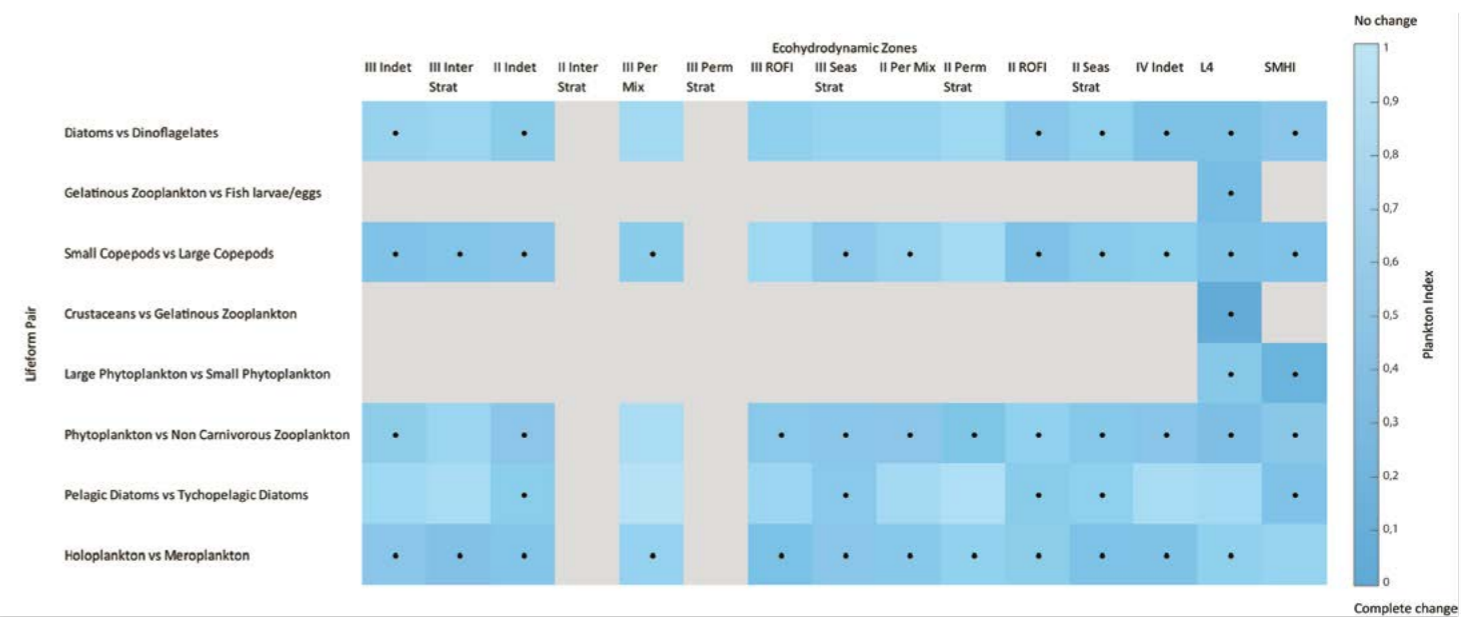 No change
Ecohydrodynamic Zones
III Indet III Inter Strat II Indet II Inter Strat III Per Mix III Perm Strat III ROFI III Seas Strat II Per Mix II Perm Strat II ROFI II Seas Strat IV Indet L4 SMHI
Lifeform Pair
Diatoms vs Dinoflagelates
Gelatinous Zooplankton vs Fish larvae/eggs
Small Copepods vs Large Copepods
Crustaceans vs Gelatinous Zooplankton
Large Phytoplankton vs Small Phytoplankton
Phytoplankton vs Non Carnivorous Zooplankton
Pelagic Diatoms vs Tychopelagic Diatoms
Holoplankton vs Meroplankton
1
0,9
0,8
0,7
0,6
0,5
0,4
0,3
0,2
0,1
0
Plankton Index
Complete change